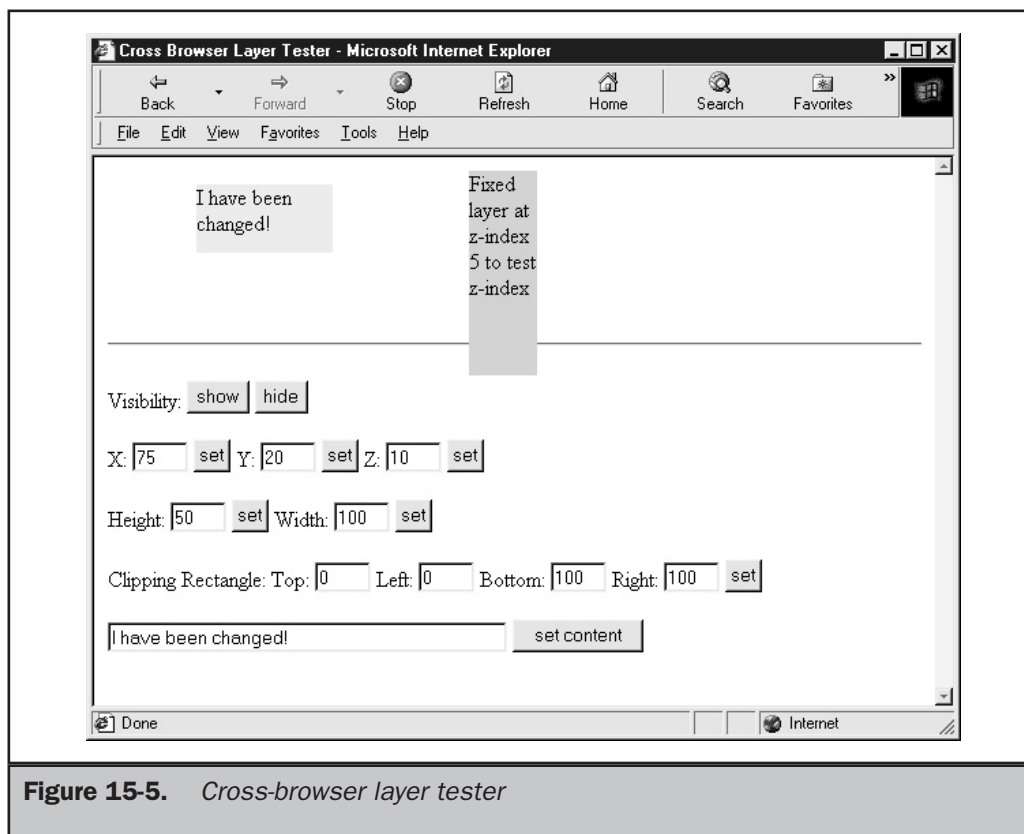 Cross Browser Layer Tester - Microsoft Internet Explorer
Back Forward Stop Refresh Home Search Favorites »
File Edit View Favorites Tools Help
I have been
changed!
Fixed
layer at
z-index
5 to test
z-index
Visibility: show hide
X: 75 set Y: 20 set Z: 10 set
Height: 50 set Width: 100 set
Clipping Rectangle: Top: 0 Left: 0 Bottom: 100 Right: 100 set
I have been changed! set content
Done Internet
Figure 15-5. Cross-browser layer tester